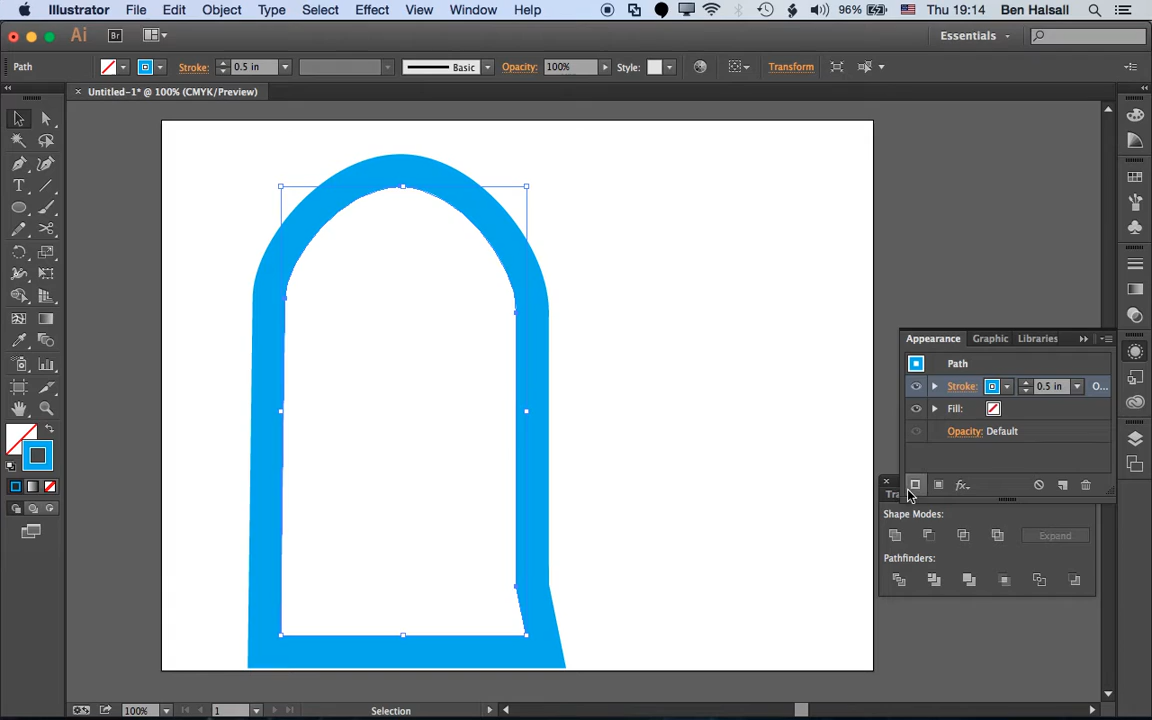 Illustrator File Edit Object Type Select Effect View Window Help 96% Thu 19:14 Ben Halsall
Ai Br Essentials
Path Stroke: 0.5 in Basic Opacity: 100% Style: Transform
× Untitled-1* @ 100% (CMYK/Preview)
Appearance Graphic Libraries
Path
Stroke: 0.5 in O...
Fill:
Opacity: Default
fx
Tra
Shape Modes:
Expand
Pathfinders:
100% 1 Selection